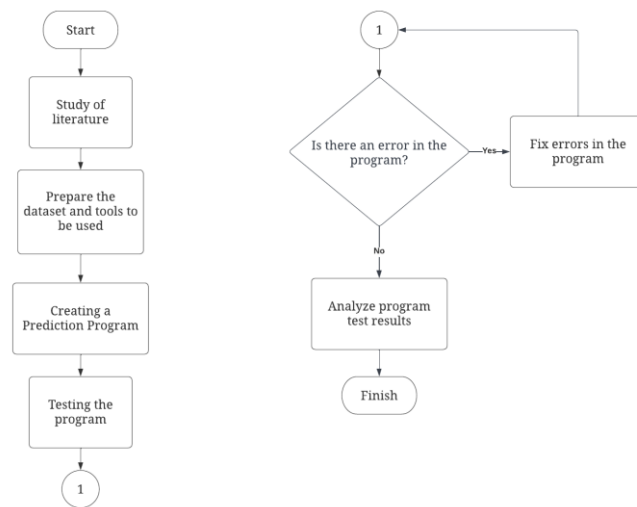 Start
Study of
literature
Prepare the
dataset and tools to
be used
Creating a
Prediction Program
Testing the
program
1
1
Is there an error in the
program?
Yes
Fix errors in the
program
No
Analyze program
test results
Finish